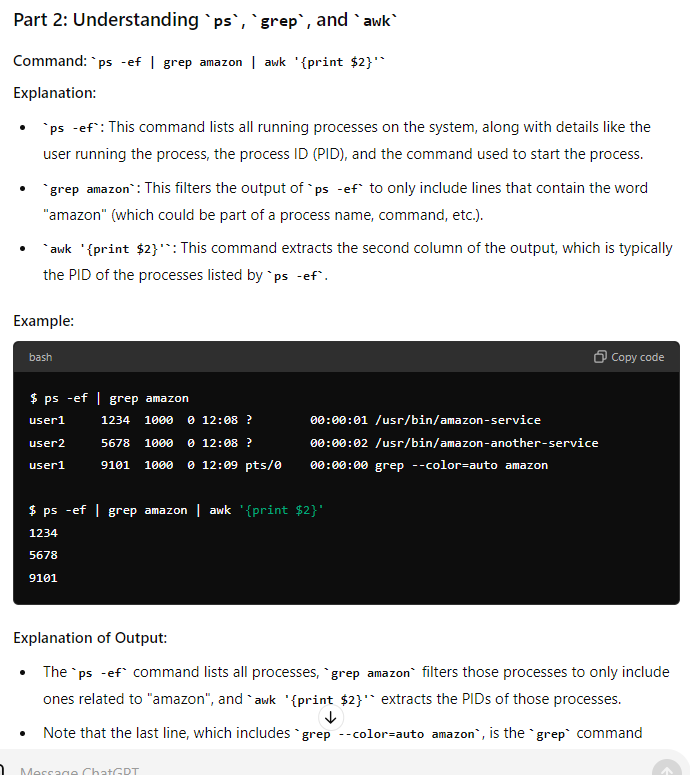 Part 2: Understanding `ps`, `grep`, and `awk`
Command: `ps -ef | grep amazon | awk '{print $2}'`
Explanation:
• `ps -ef`: This command lists all running processes on the system, along with details like the
user running the process, the process ID (PID), and the command used to start the process.
• `grep amazon`: This filters the output of `ps -ef` to only include lines that contain the word
"amazon" (which could be part of a process name, command, etc.).
• `awk '{print $2}'`: This command extracts the second column of the output, which is typically
the PID of the processes listed by `ps -ef`.
Example:
bash Copy code
$ ps -ef | grep amazon
user1     1234  1000  0 12:08 ?        00:00:01 /usr/bin/amazon-service
user2     5678  1000  0 12:08 ?        00:00:02 /usr/bin/amazon-another-service
user1     9101  1000  0 12:09 pts/0    00:00:00 grep --color=auto amazon
$ ps -ef | grep amazon | awk '{print $2}'
1234
5678
9101
Explanation of Output:
• The `ps -ef` command lists all processes, `grep amazon` filters those processes to only include
ones related to "amazon", and `awk '{print $2}'` extracts the PIDs of those processes.
• Note that the last line, which includes `grep --color=auto amazon`, is the `grep` command
Message ChatGPT